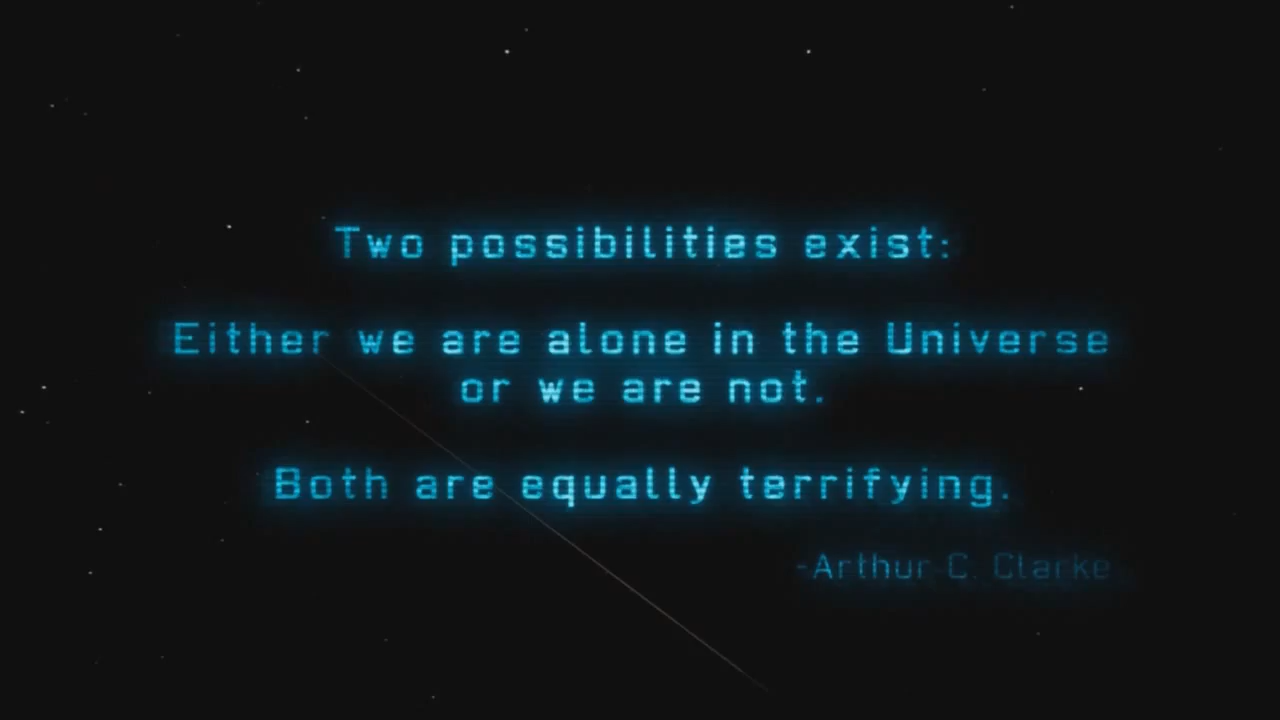 Two possibilities exist:
Either we are alone in the Universe
or we are not.
Both are equally terrifying.
-Arthur C. Clarke